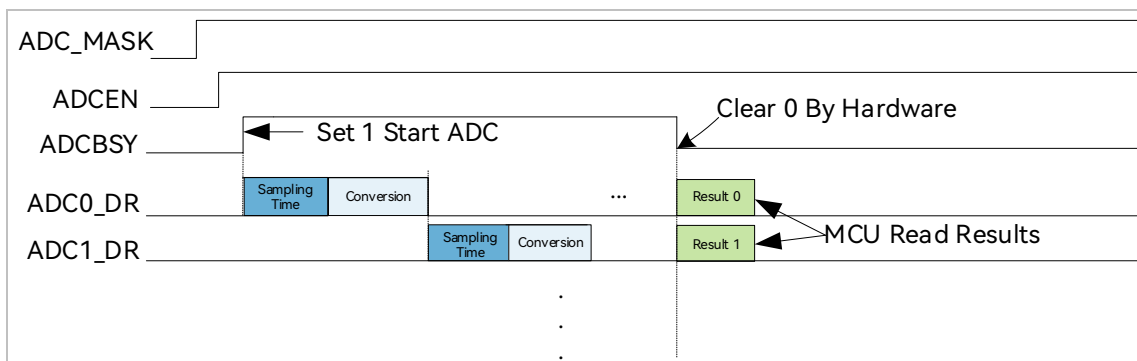 ADC_MASK
ADCEN
Clear 0 By Hardware
Set 1 Start ADC
ADCBSY
Sampling
Time
Conversion
...
Result 0
ADC0_DR
MCU Read Results
Sampling
Time
Conversion
Result 1
ADC1_DR
.
.
.